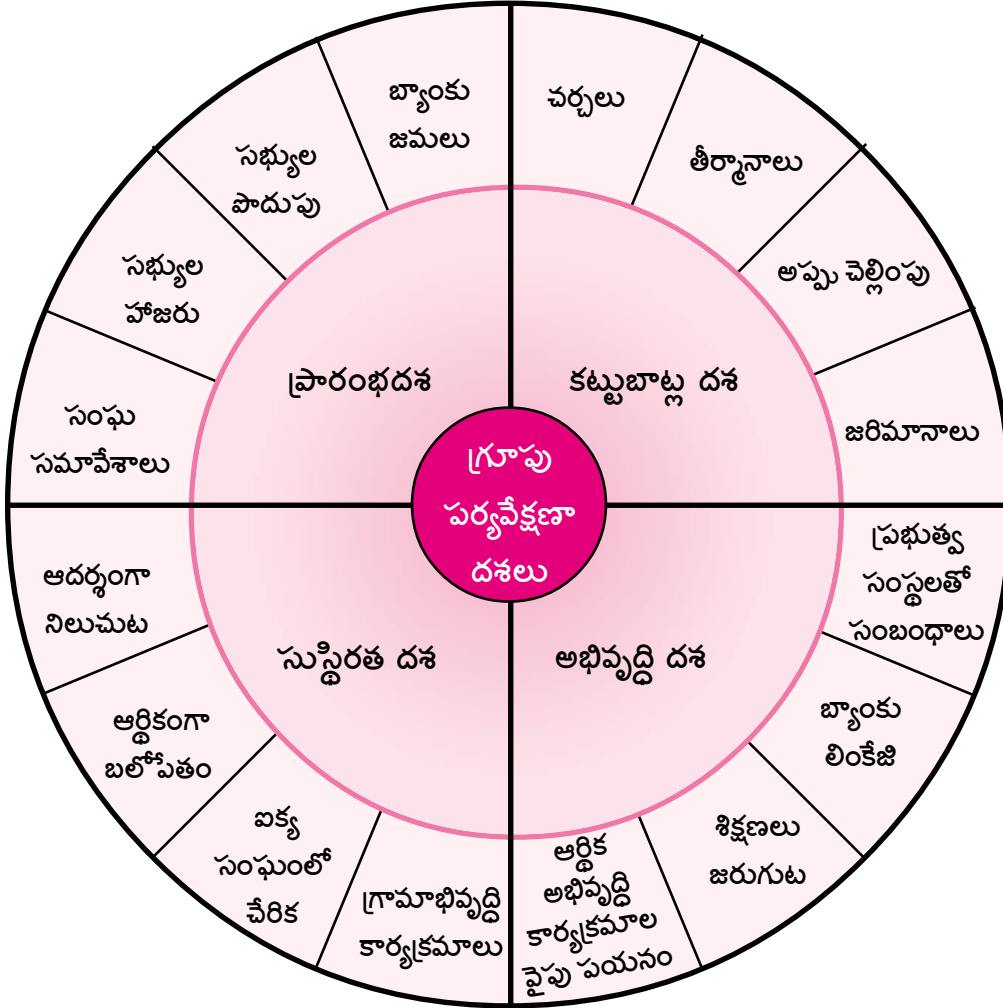 గ్రూపు
పర్యవేక్షణా
దశలు
ప్రారంభదశ
సంఘ
సమావేశాలు
సభ్యుల
హాజరు
సభ్యుల
పొదుపు
బ్యాంకు
జమలు
కట్టుబాట్ల దశ
చర్చలు
తీర్మానాలు
అప్పు చెల్లింపు
జరిమానాలు
అభివృద్ధి దశ
ప్రభుత్వ
సంస్థలతో
సంబంధాలు
బ్యాంకు
లింకేజి
శిక్షణలు
జరుగుట
ఆర్థిక
అభివృద్ధి
కార్యక్రమాల
వైపు పయనం
సుస్థిరత దశ
గ్రామాభివృద్ధి
కార్యక్రమాలు
ఐక్య
సంఘంలో
చేరిక
ఆర్థికంగా
బలోపేతం
ఆదర్శంగా
నిలుచుట